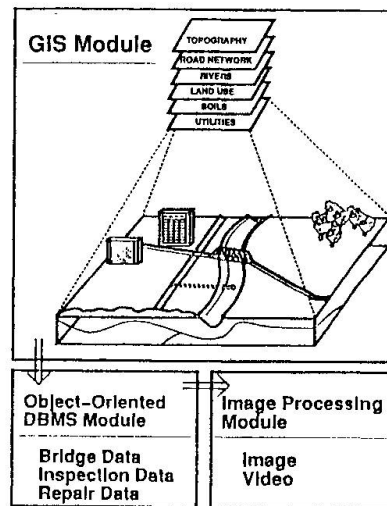 GIS Module
TOPOGRAPHY
ROAD NETWORK
RIVERS
LAND USE
SOILS
UTILITIES
Object-Oriented
DBMS Module
Bridge Data
Inspection Data
Repair Data
Image Processing
Module
Image
Video